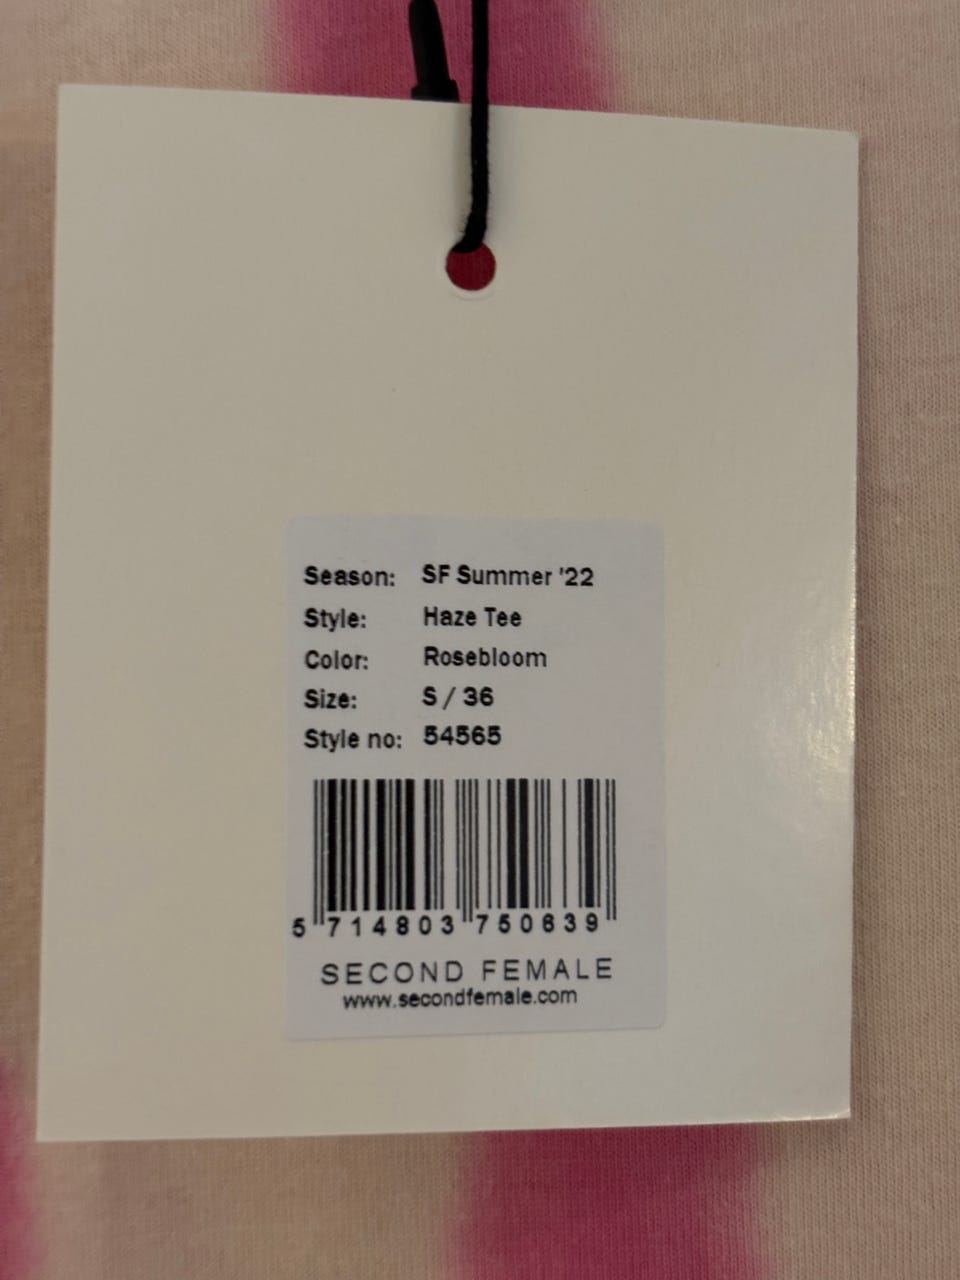 Season: SF Summer '22
Style: Haze Tee
Color: Rosebloom
Size: S / 36
Style no: 54565
5 714803 750639
SECOND FEMALE
www.secondfemale.com